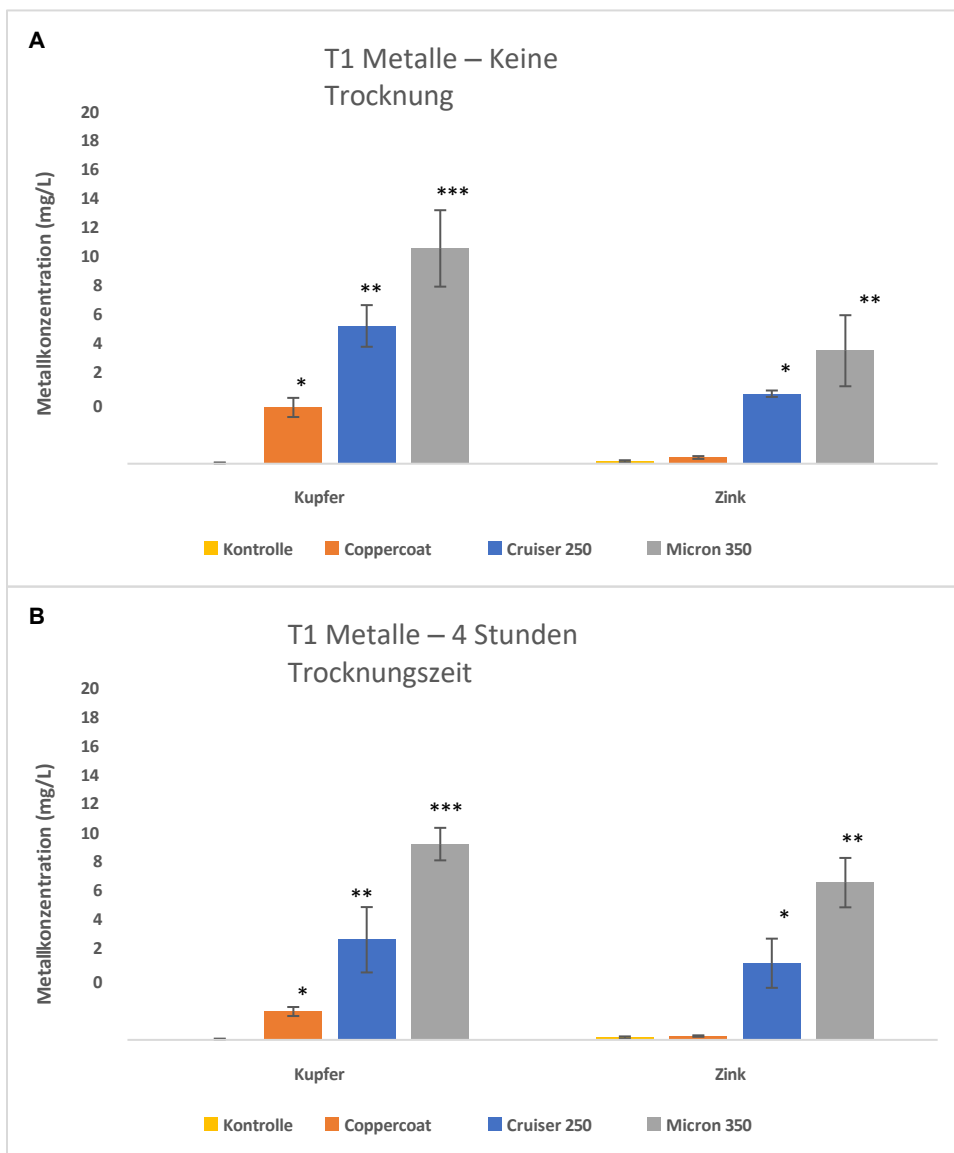 A
T1 Metalle – Keine
Trocknung
Metallkonzentration (mg/L)
20
18
16
14
12
10
8
6
4
2
0
*
**
***
*
**
Kupfer
Zink
Kontrolle
Coppercoat
Cruiser 250
Micron 350
B
T1 Metalle – 4 Stunden
Trocknungszeit
Metallkonzentration (mg/L)
20
18
16
14
12
10
8
6
4
2
0
*
**
***
*
**
Kupfer
Zink
Kontrolle
Coppercoat
Cruiser 250
Micron 350